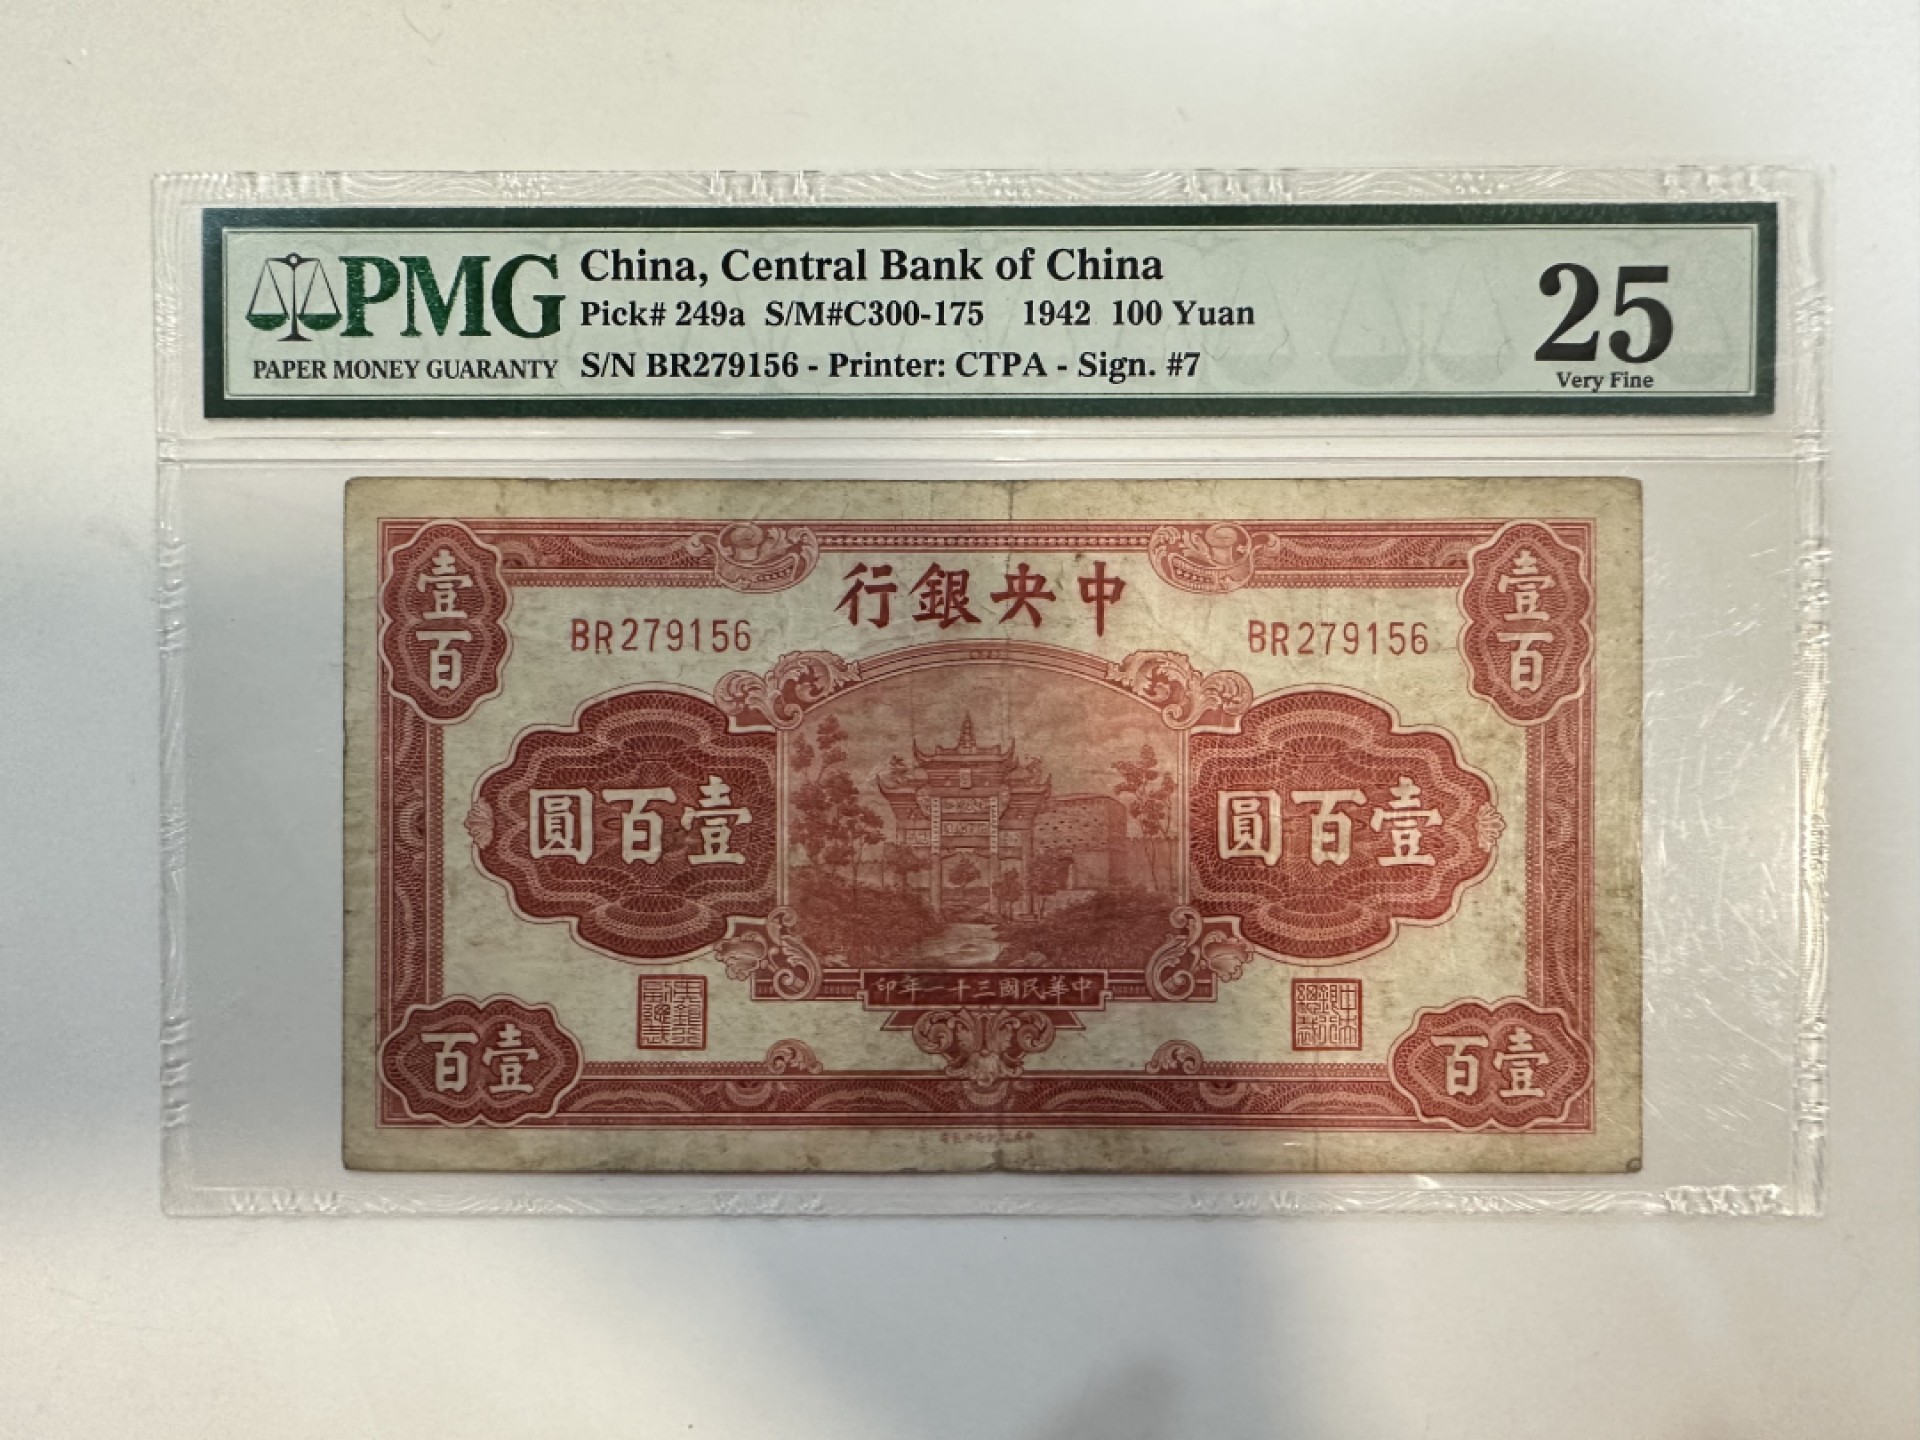 PMG
PAPER MONEY GUARANTY
China, Central Bank of China
Pick# 249a S/M#C300-175 1942 100 Yuan
S/N BR279156 - Printer: CTPA - Sign. #7
25
Very Fine
行銀央中
壹百
壹百
BR279156
BR279156
圓百壹
圓百壹
印年一十三國民華中
百壹
百壹